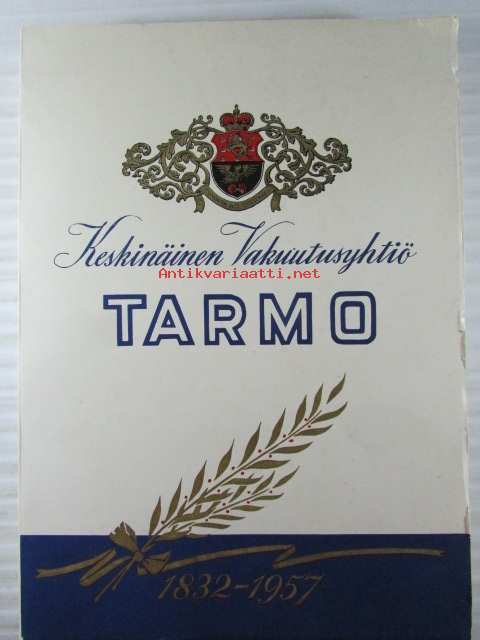 Keskinäinen Vakuutusyhtiö
Antikvariaatti.net
TARMO
1832-1957